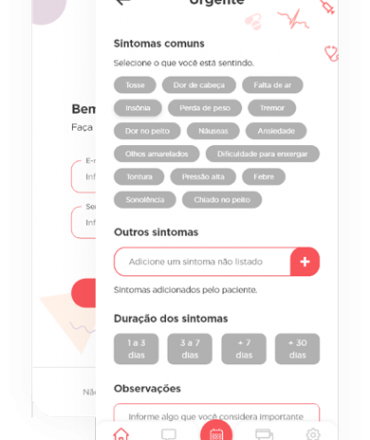 Urgente
Sintomas comuns
Selecione o que você está sentindo.
Tosse Dor de cabeça Falta de ar
Insônia Perda de peso Tremor
Dor no peito Náuseas Ansiedade
Olhos amarelados Dificuldade para enxergar
Tontura Pressão alta Febre
Sonolência Chiado no peito
Outros sintomas
Adicione um sintoma não listado +
Sintomas adicionados pelo paciente.
Duração dos sintomas
1 a 3 dias
3 a 7 dias
+ 7 dias
+ 30 dias
Observações
Informe algo que você considera importante
Ben
Faça
E-
Inf
Se
Inf
Nã